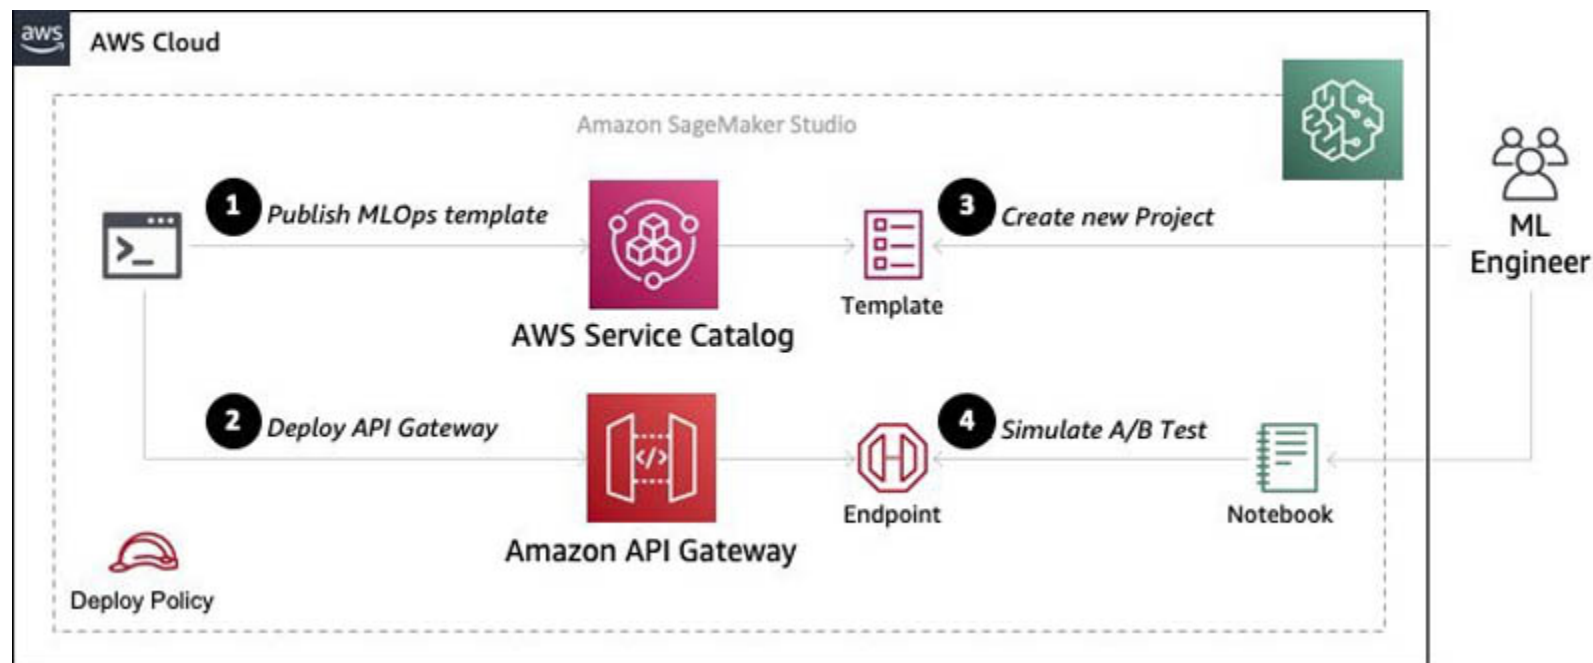 aws
AWS Cloud
Amazon SageMaker Studio
1 Publish MLOps template
3 Create new Project
ML
Engineer
Template
AWS Service Catalog
2 Deploy API Gateway
4 Simulate A/B Test
</>
Endpoint
Notebook
Amazon API Gateway
Deploy Policy